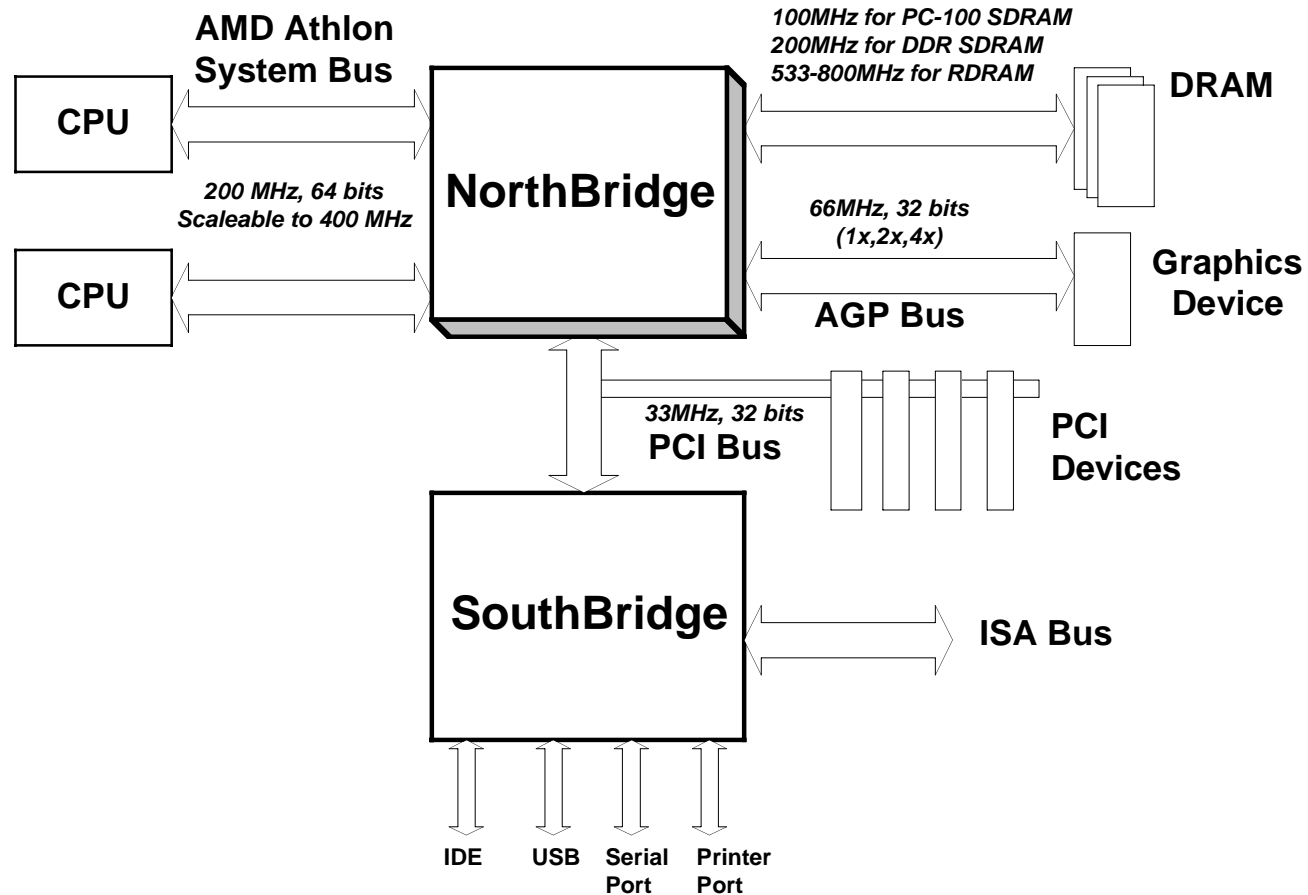 AMD Athlon
System Bus
100MHz for PC-100 SDRAM
200MHz for DDR SDRAM
533-800MHz for RDRAM
CPU
DRAM
NorthBridge
200 MHz, 64 bits
Scaleable to 400 MHz
66MHz, 32 bits
(1x,2x,4x)
CPU
Graphics
Device
AGP Bus
33MHz, 32 bits
PCI Bus
PCI
Devices
SouthBridge
ISA Bus
IDE
USB
Serial
Port
Printer
Port